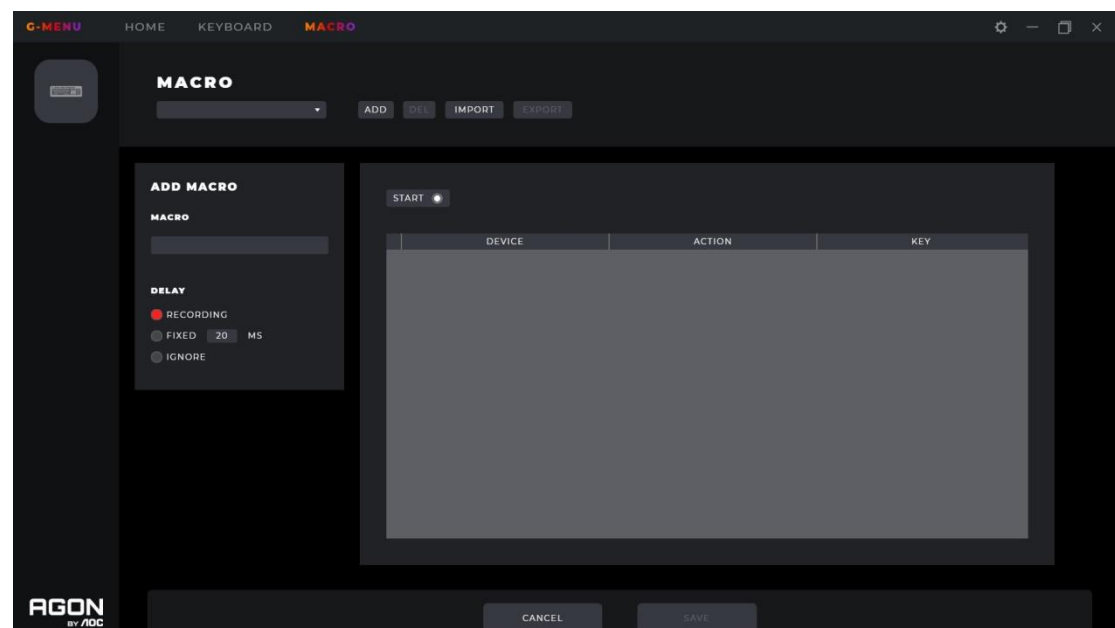 G-MENU HOME KEYBOARD MACRO
MACRO
ADD DEL IMPORT EXPORT
ADD MACRO
MACRO
DELAY
RECORDING
FIXED 20 MS
IGNORE
START
DEVICE ACTION KEY
CANCEL SAVE
AGON
BY AOC